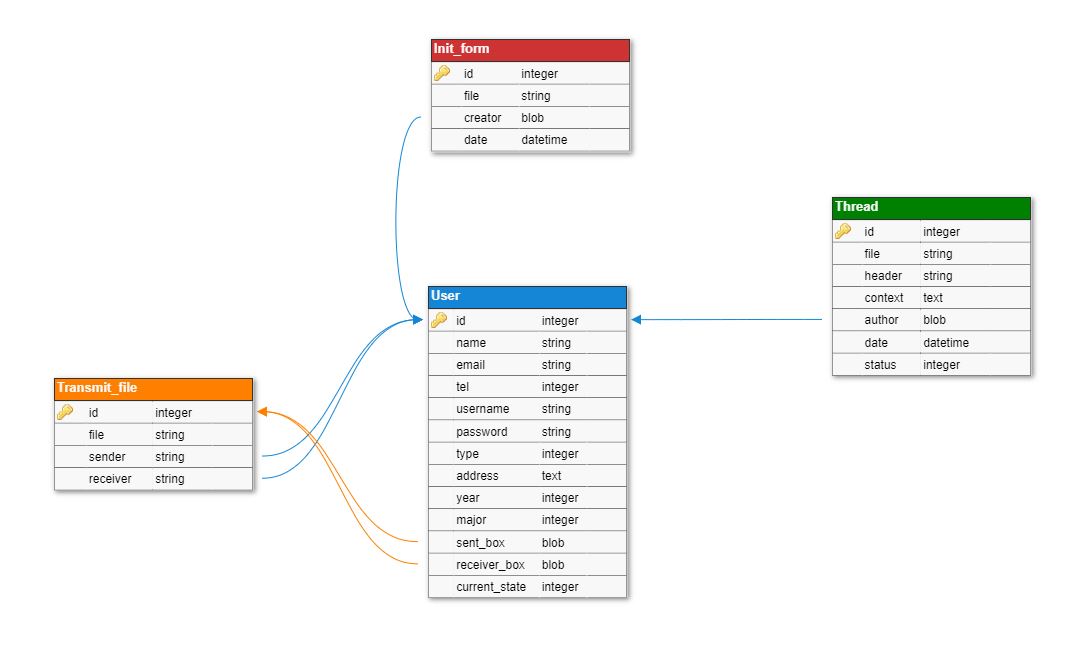 Init_form
id integer
file string
creator blob
date datetime
Thread
id integer
file string
header string
context text
author blob
date datetime
status integer
User
id integer
name string
email string
tel integer
username string
password string
type integer
address text
year integer
major integer
sent_box blob
receiver_box blob
current_state integer
Transmit_file
id integer
file string
sender string
receiver string